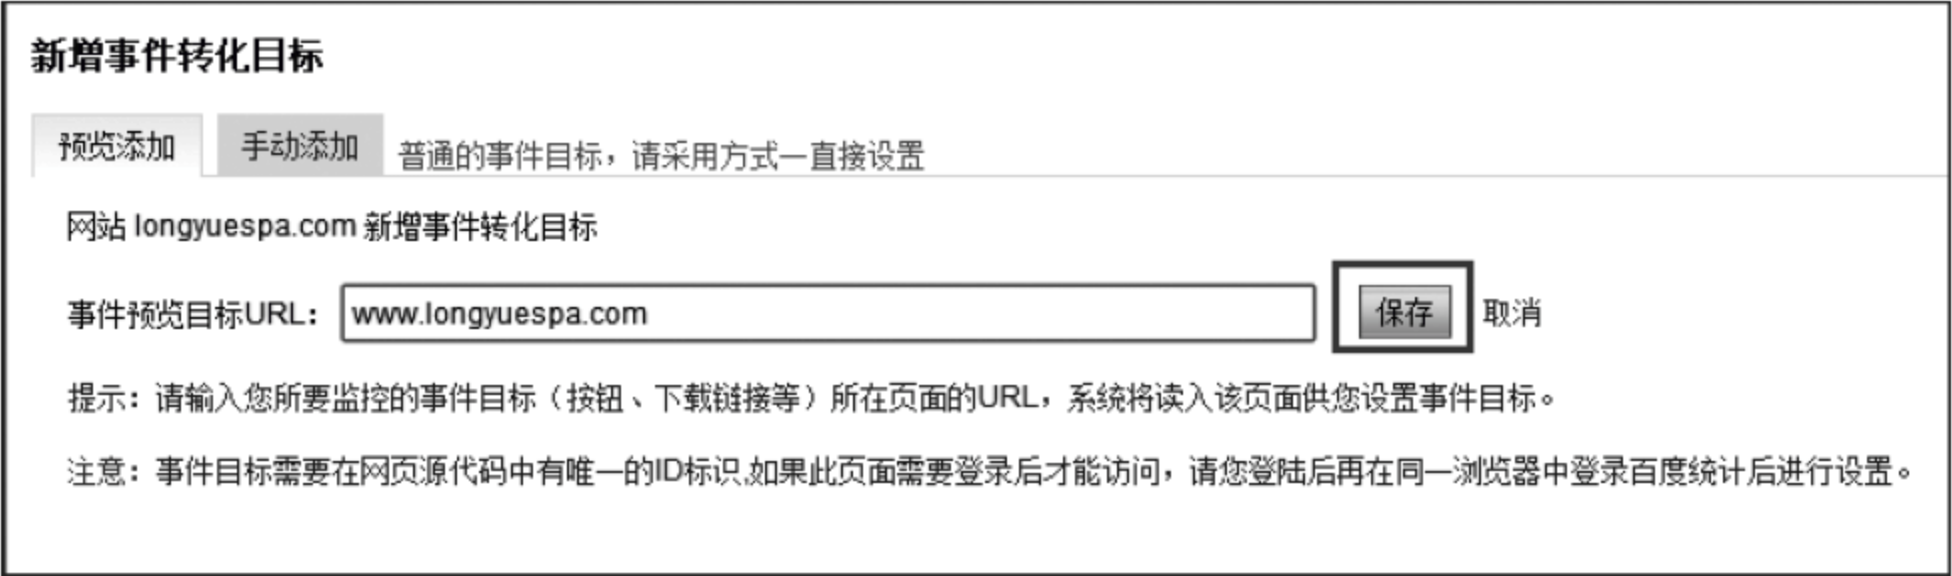 新增事件转化目标
预览添加 手动添加 普通的事件目标，请采用方式一直接设置
网站 longyuespa.com 新增事件转化目标
事件预览目标URL： www.longyuespa.com 保存 取消
提示：请输入您所要监控的事件目标（按钮、下载链接等）所在页面的URL，系统将读入该页面供您设置事件目标。
注意：事件目标需要在网页源代码中有唯一的ID标识,如果此页面需要登录后才能访问，请您登陆后再在同一浏览器中登录百度统计后进行设置。